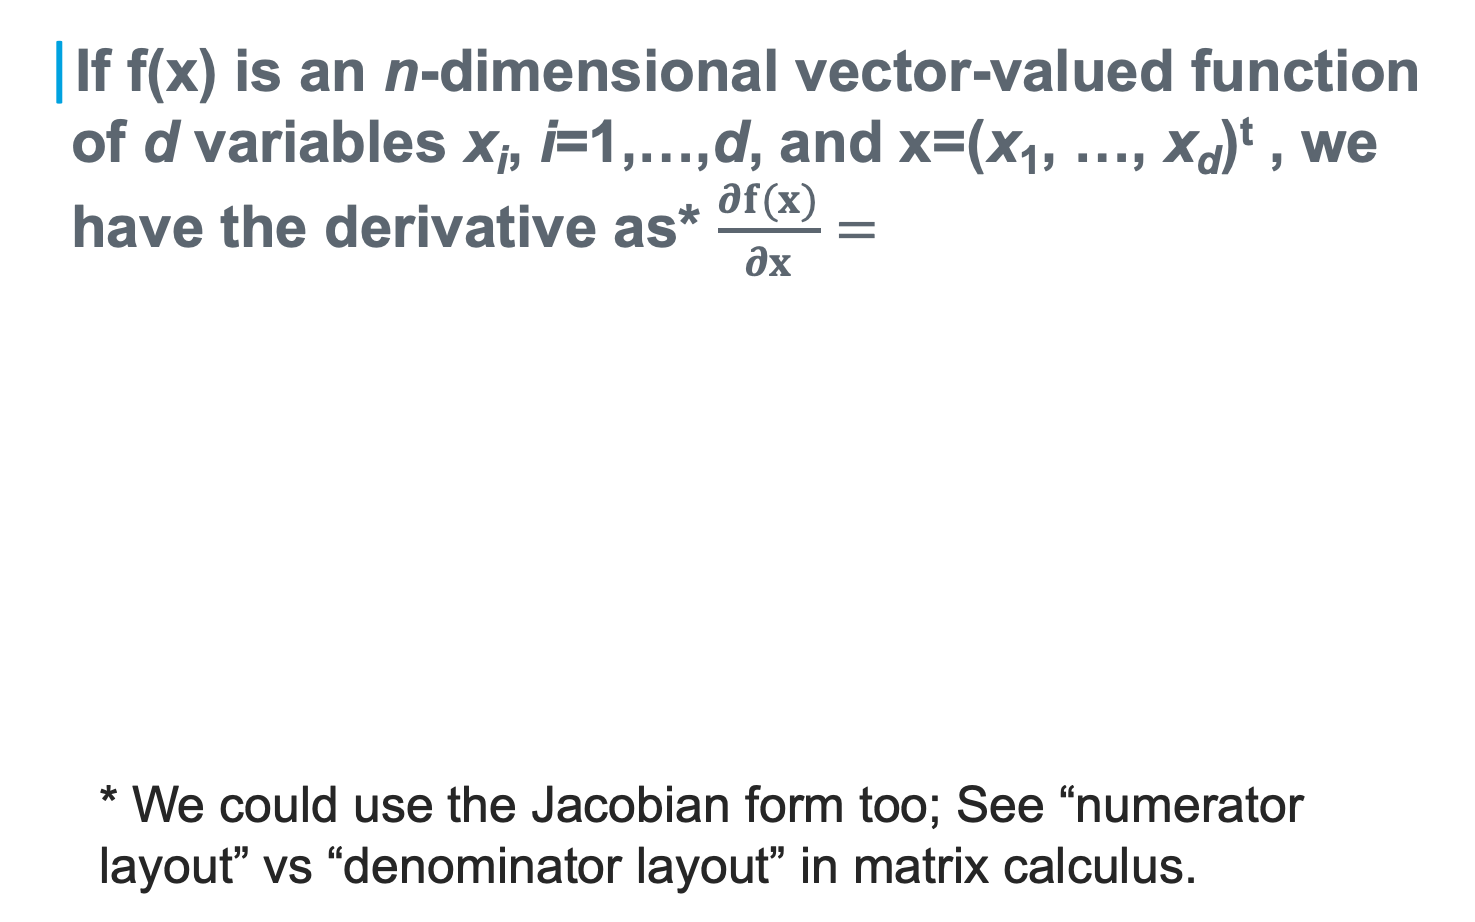 If f(x) is an n-dimensional vector-valued function
of d variables xᵢ, i=1,...,d, and x=(x₁, ..., x_d)ᵗ , we
have the derivative as* ∂f(x)/∂x =
* We could use the Jacobian form too; See “numerator
layout” vs “denominator layout” in matrix calculus.